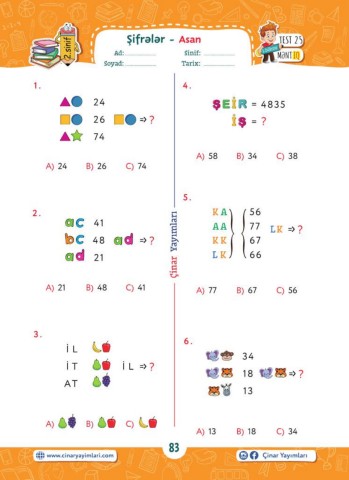 2.sinif
Şifrələr - Asan
Ad:
Sinif:
Soyad:
Tarix:
TEST 25
MƏNTİQ
1.
24
26 ⇒ ?
74
A) 24 B) 26 C) 74
2.
ac 41
bc 48 ad ⇒ ?
ad 21
A) 21 B) 48 C) 41
3.
İ L
İ T İ L ⇒ ?
A T
A) B) C)
4.
ŞEİR = 4835
İŞ = ?
A) 58 B) 34 C) 38
5.
K A 56
A A 77 L K ⇒ ?
K K 67
L K 66
A) 77 B) 67 C) 56
6.
34
18 ⇒ ?
13
A) 13 B) 18 C) 34
Çinar Yayımları
www.cinaryayimlari.com
83
Çinar Yayımları